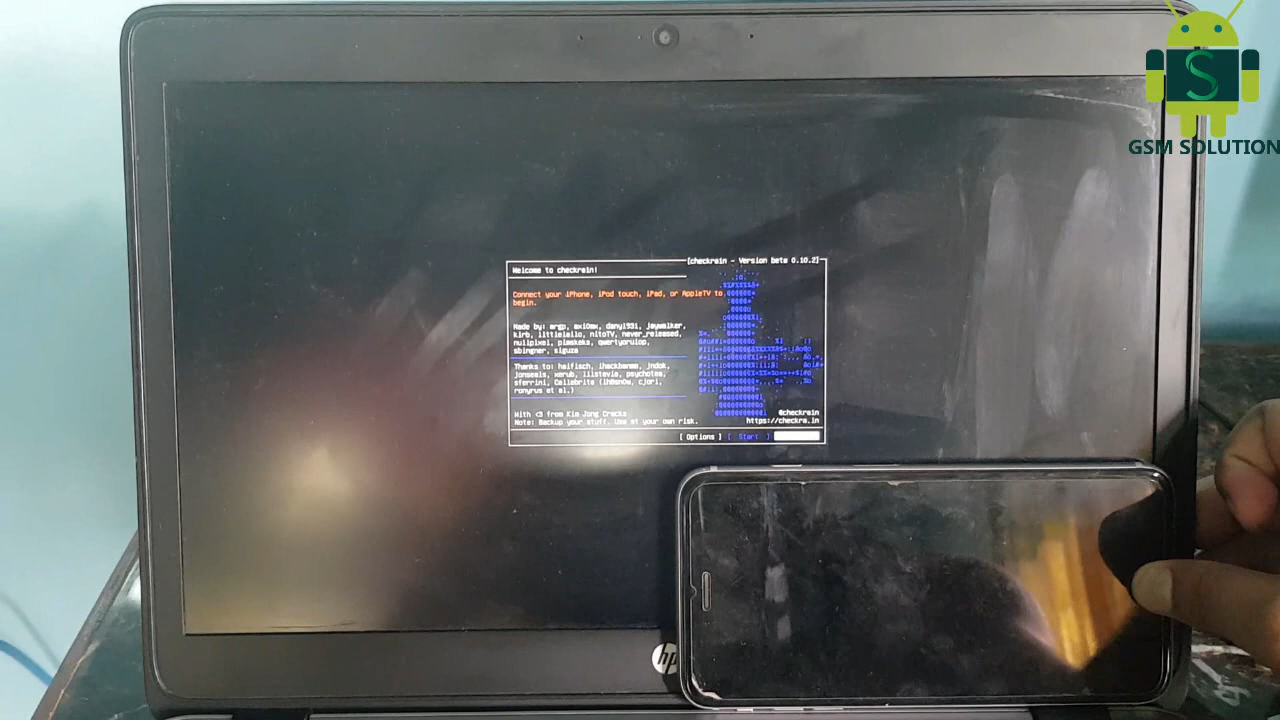 GSM SOLUTION
[checkra1n - Version beta 0.10.2]
Welcome to checkra1n!
Connect your iPhone, iPod touch, iPad, or AppleTV to
begin.
Made by: argp, axi0mx, danyl931, jaywalker,
kirb, littlelailo, nitoTV, never_released,
nullpixel, pimskeks, qwertyoruiop,
sbingner, siguza
Thanks to: haifisch, ihackbanme, jndok,
jonseals, xerub, lilstevie, psychotea,
sferrini, Cellebrite (ih8sn0w, cjori,
ronyrus et al.)
With <3 from Kim Jong Cracks
Note: Backup your stuff. Use at your own risk.
@checkra1n
https://checkra.in
[ Options ] [ Start ]
hp